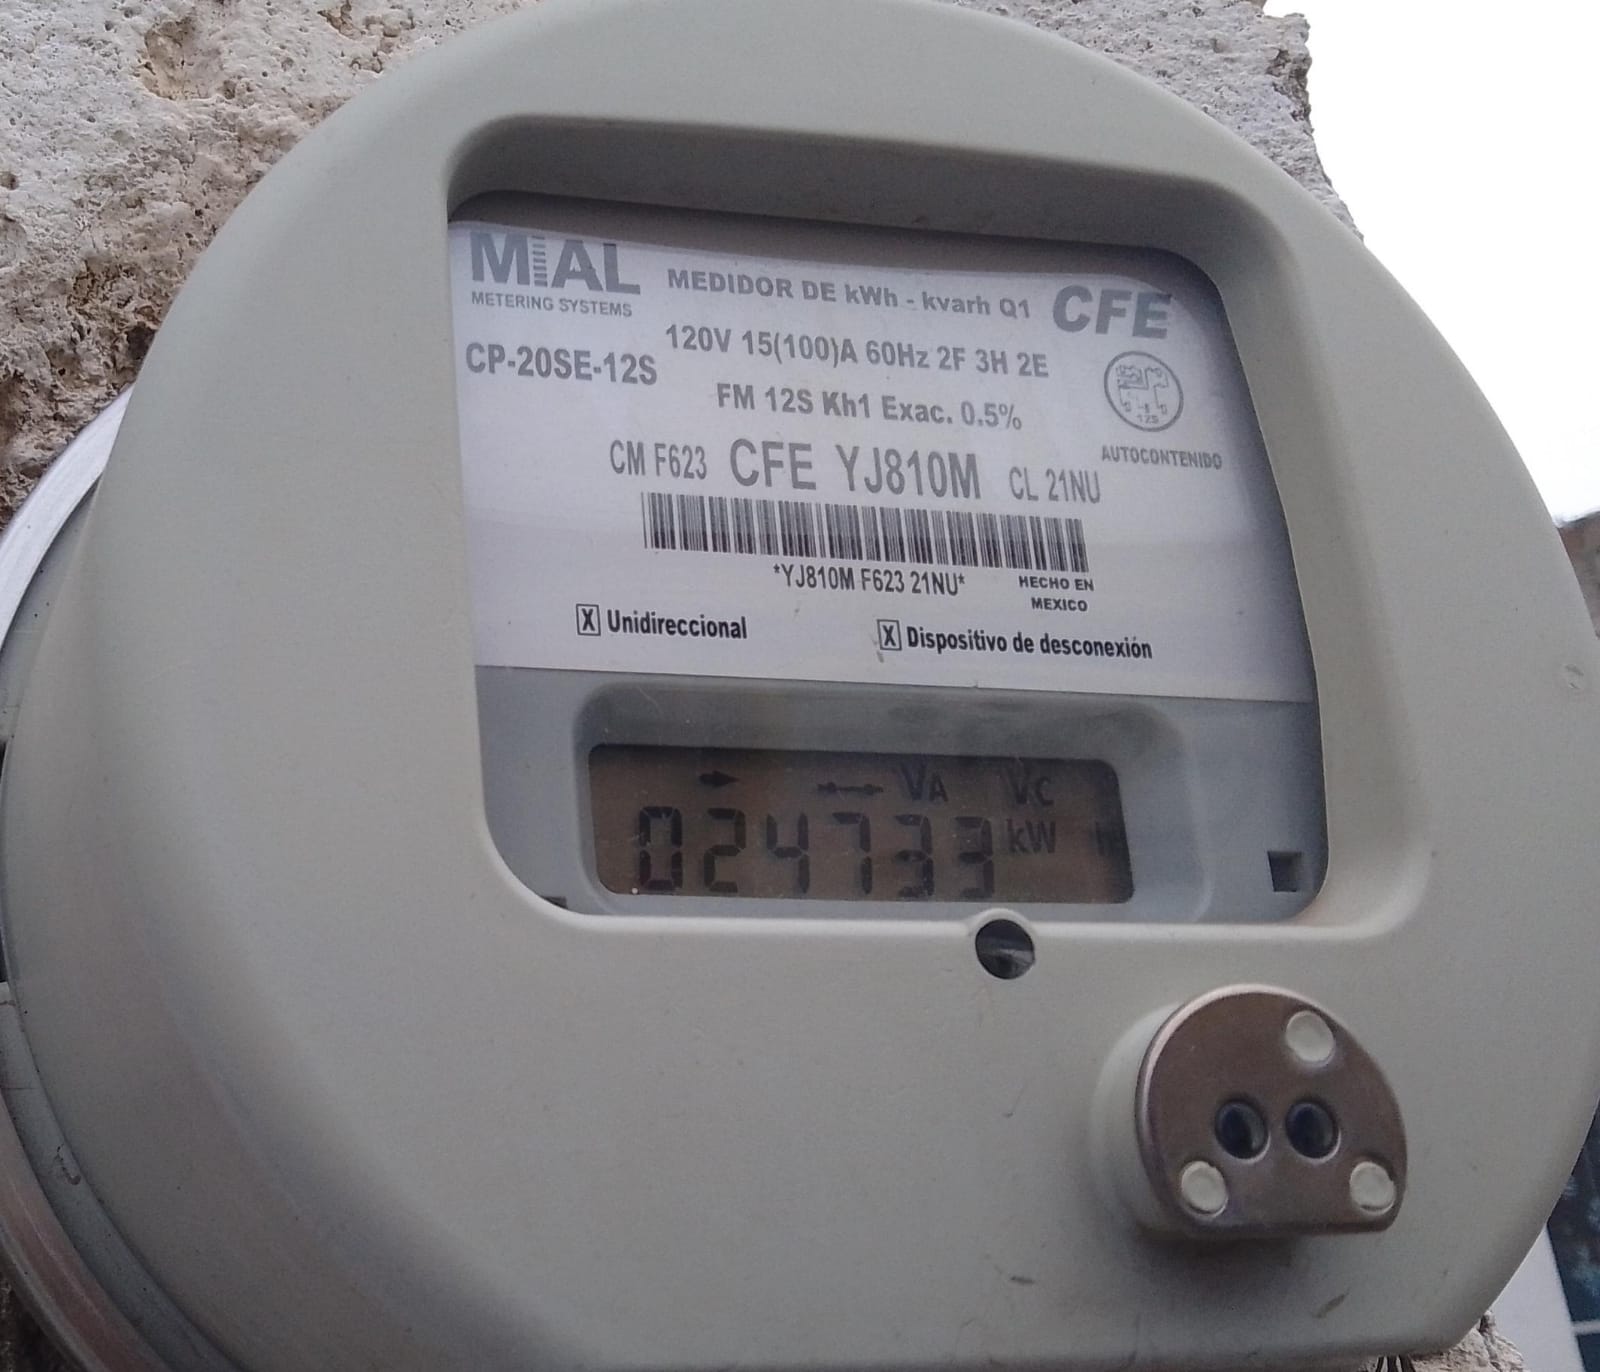 MIAL
METERING SYSTEMS
MEDIDOR DE kWh - kvarh Q1
CFE
CP-20SE-12S
120V 15(100)A 60Hz 2F 3H 2E
FM 12S Kh1 Exac. 0.5%
12S
AUTOCONTENIDO
CM F623 CFE YJ810M CL 21NU
*YJ810M F623 21NU*
HECHO EN
MEXICO
X Unidireccional
X Dispositivo de desconexión
VA VC
024733 kW h